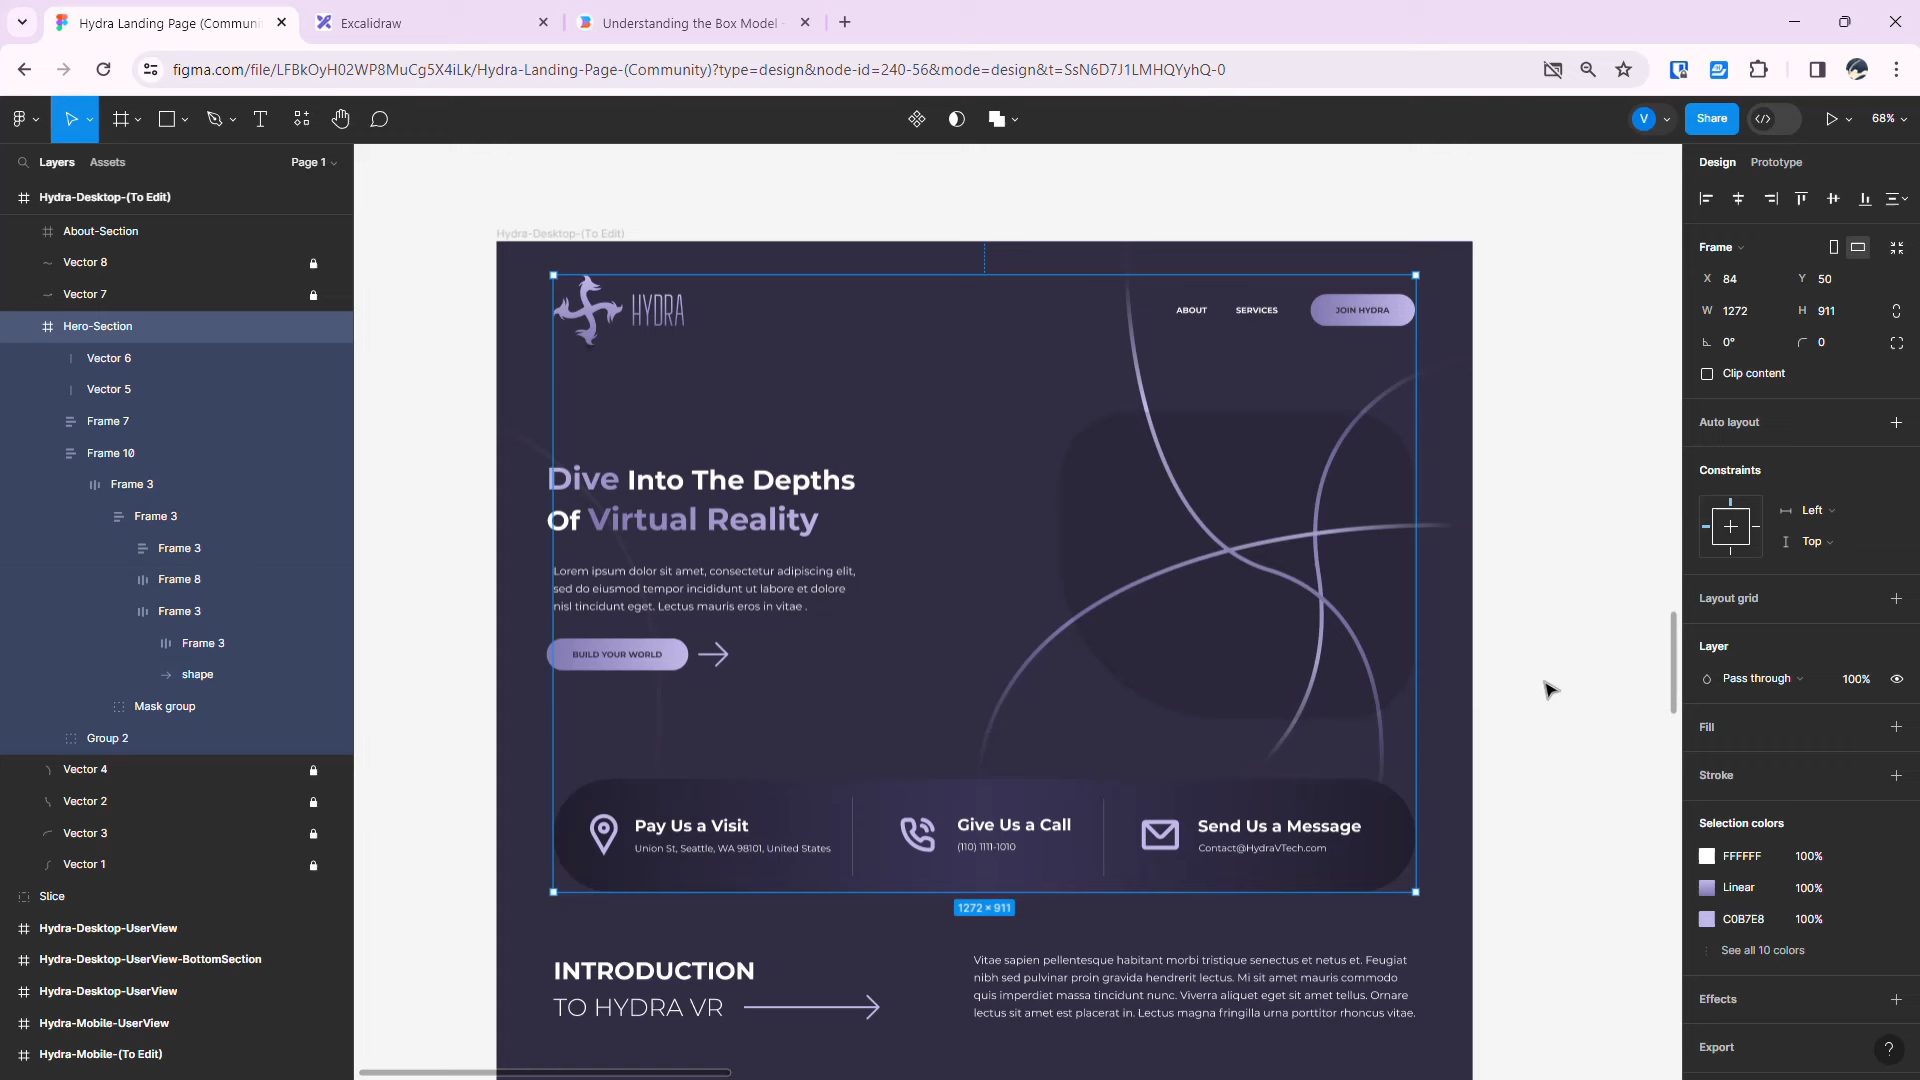 Hydra Landing Page (Communi
Excalidraw
Understanding the Box Model -
figma.com/file/LFBkOyH02WP8MuCg5X4iLk/Hydra-Landing-Page-(Community)?type=design&node-id=240-56&mode=design&t=SsN6D7J1LMHQYyhQ-0
V
Share
68%
Layers
Assets
Page 1
Hydra-Desktop-(To Edit)
About-Section
Vector 8
Vector 7
Hero-Section
Vector 6
Vector 5
Frame 7
Frame 10
Frame 3
Frame 3
Frame 3
Frame 8
Frame 3
Frame 3
shape
Mask group
Group 2
Vector 4
Vector 2
Vector 3
Vector 1
Slice
Hydra-Desktop-UserView
Hydra-Desktop-UserView-BottomSection
Hydra-Desktop-UserView
Hydra-Mobile-UserView
Hydra-Mobile-(To Edit)
Hydra-Desktop-(To Edit)
HYDRA
ABOUT
SERVICES
JOIN HYDRA
Dive Into The Depths
Of Virtual Reality
Lorem ipsum dolor sit amet, consectetur adipiscing elit,
sed do eiusmod tempor incididunt ut labore et dolore
nisl tincidunt eget. Lectus mauris eros in vitae .
BUILD YOUR WORLD
Pay Us a Visit
Union St, Seattle, WA 98101, United States
Give Us a Call
(110) 1111-1010
Send Us a Message
Contact@HydraVTech.com
1272 × 911
INTRODUCTION
TO HYDRA VR
Vitae sapien pellentesque habitant morbi tristique senectus et netus et. Feugiat
nibh sed pulvinar proin gravida hendrerit lectus. Mi sit amet mauris commodo
quis imperdiet massa tincidunt nunc. Viverra aliquet eget sit amet tellus. Ornare
lectus sit amet est placerat in. Lectus magna fringilla urna porttitor rhoncus vitae.
Design
Prototype
Frame
X 84
Y 50
W 1272
H 911
0°
0
Clip content
Auto layout
Constraints
Left
Top
Layout grid
Layer
Pass through
100%
Fill
Stroke
Selection colors
FFFFFF 100%
Linear 100%
C0B7E8 100%
See all 10 colors
Effects
Export
?